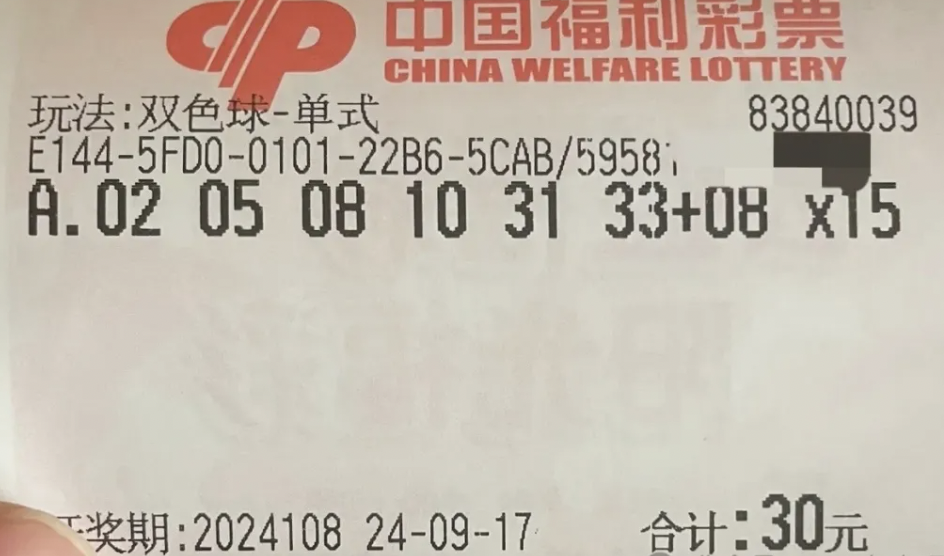 中国福利彩票
CHINA WELFARE LOTTERY
玩法:双色球-单式 83840039
E144-5FD0-0101-22B6-5CAB/5958
A.02 05 08 10 31 33+08 x15
开奖期:2024108 24-09-17 合计:30元